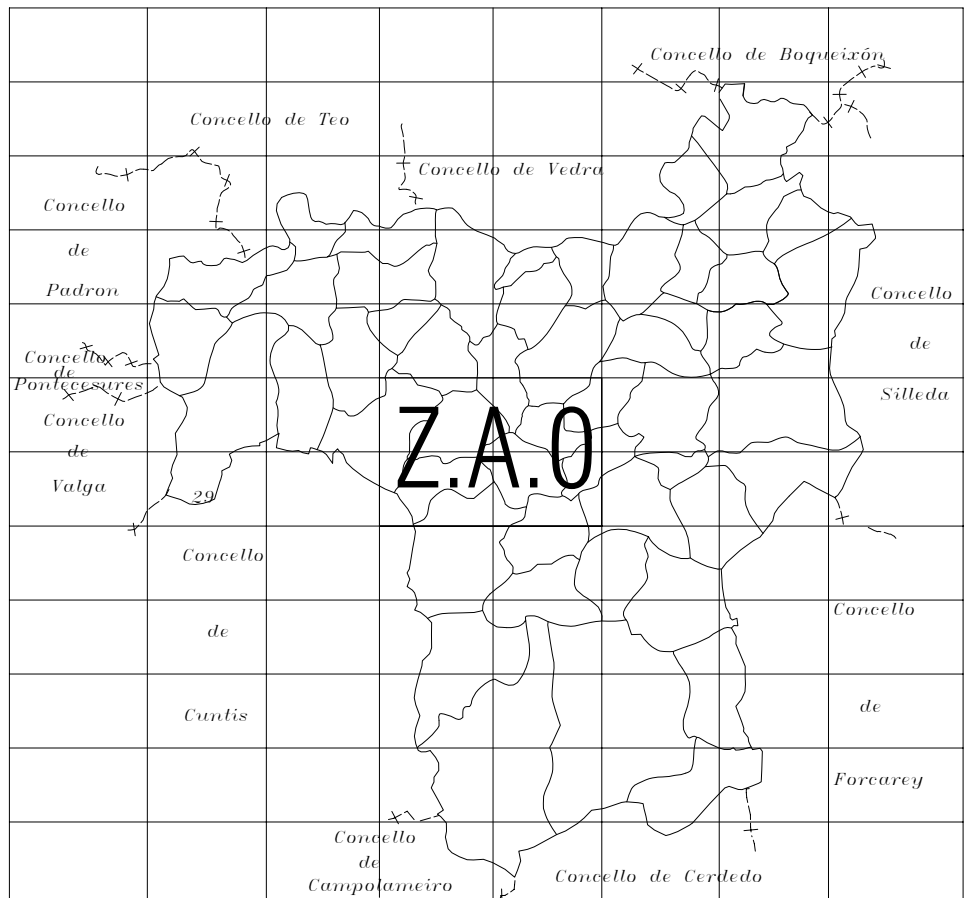 Concello de Boqueixón
Concello de Teo
Concello de Vedra
Concello
de
Padron
Concello
de
Silleda
Concello
de
Pontecesures
Concello
de
Valga
Z.A.0
29
Concello
de
Cuntis
Concello
de
Forcarey
Concello
de
Campolameiro
Concello de Cerdedo